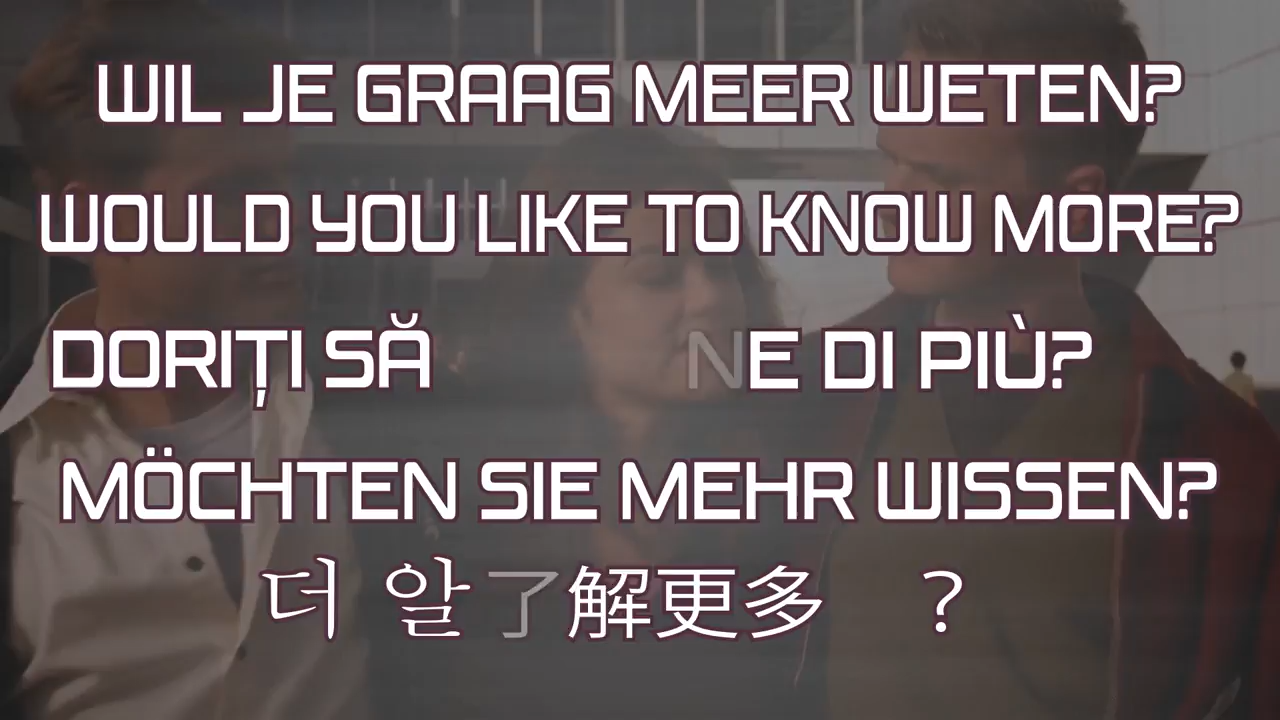 WIL JE GRAAG MEER WETEN?
WOULD YOU LIKE TO KNOW MORE?
DORIȚI SĂ NE DI PIÙ?
MÖCHTEN SIE MEHR WISSEN?
더 알了解更多 ？